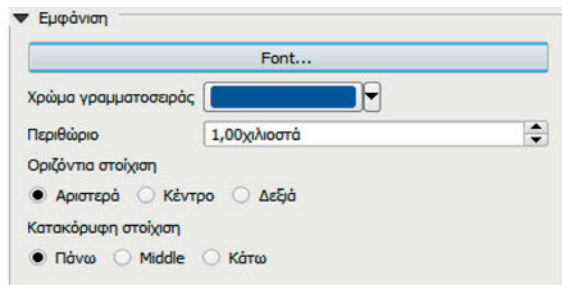 Εμφάνιση
Font...
Χρώμα γραμματοσειράς
Περιθώριο 1,00χιλιοστά
Οριζόντια στοίχιση
Αριστερά Κέντρο Δεξιά
Κατακόρυφη στοίχιση
Πάνω Middle Κάτω